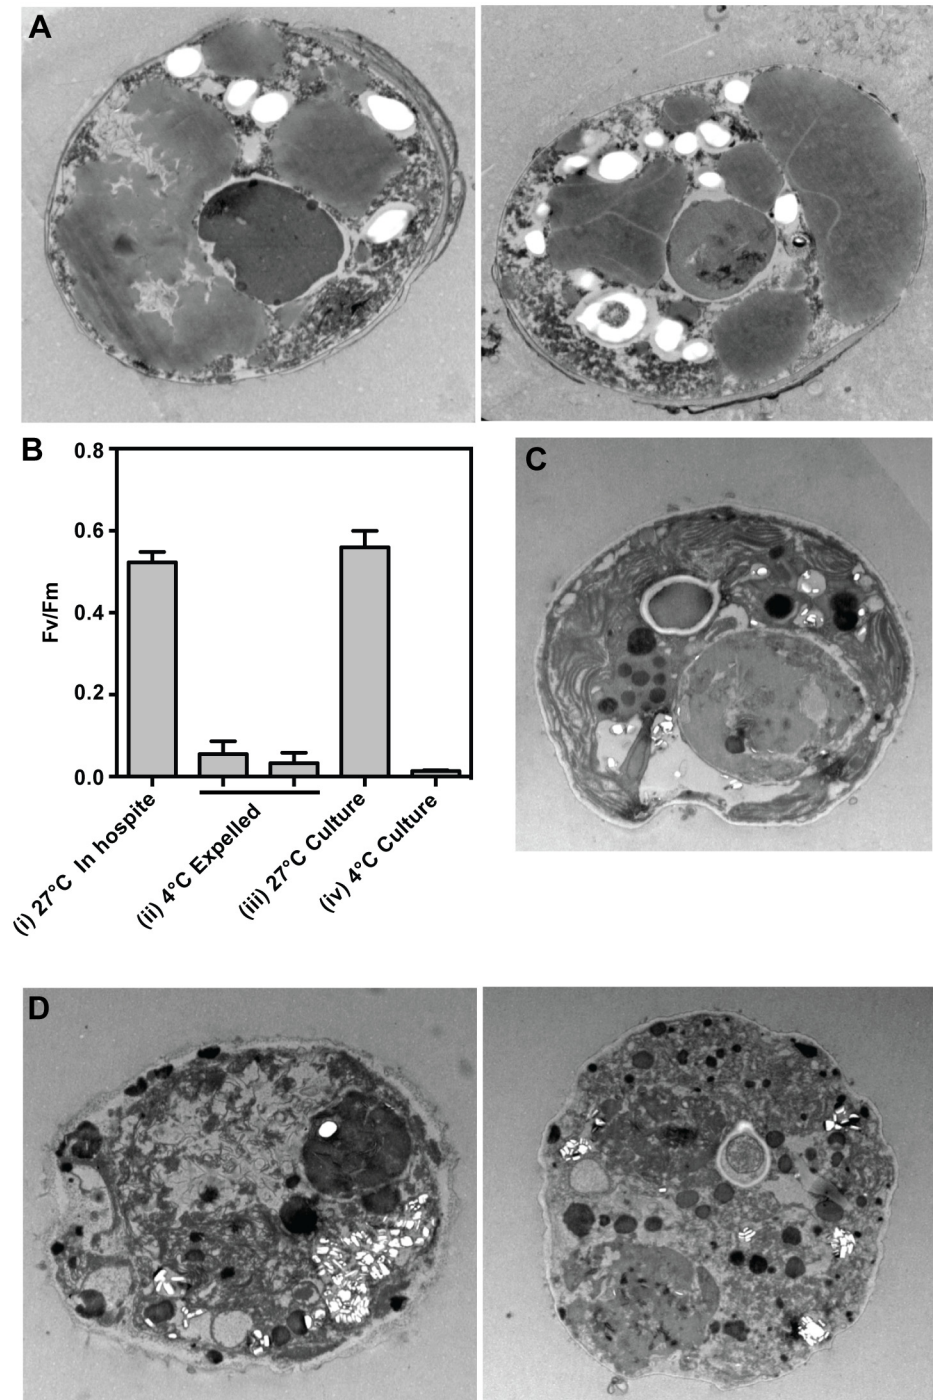 A
B
0.8
0.6
0.4
0.2
0.0
Fv/Fm
(i) 27°C In hospite
(ii) 4°C Expelled
(iii) 27°C Culture
(iv) 4°C Culture
C
D